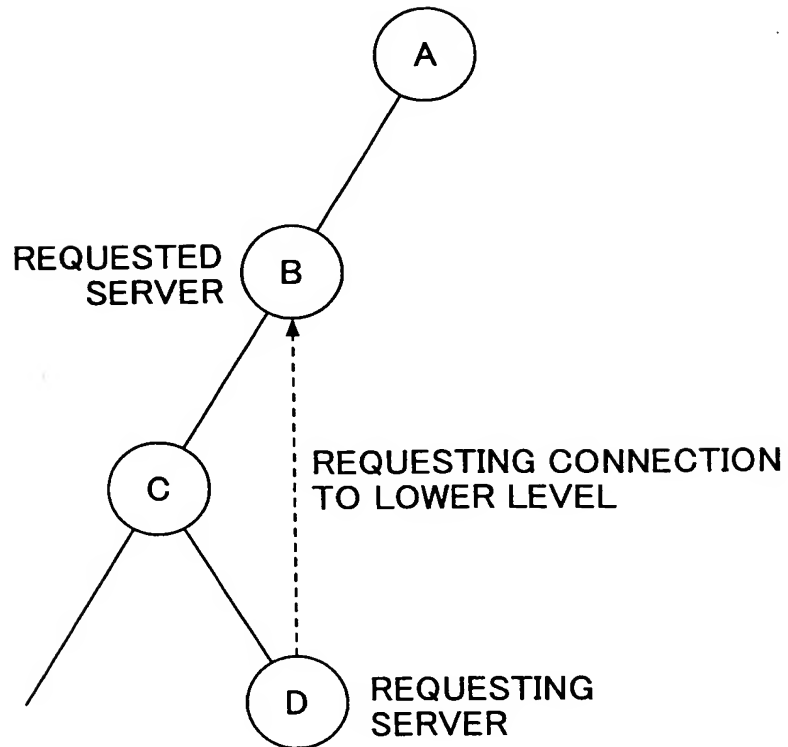 A
REQUESTED
SERVER
B
C
REQUESTING CONNECTION
TO LOWER LEVEL
D
REQUESTING
SERVER